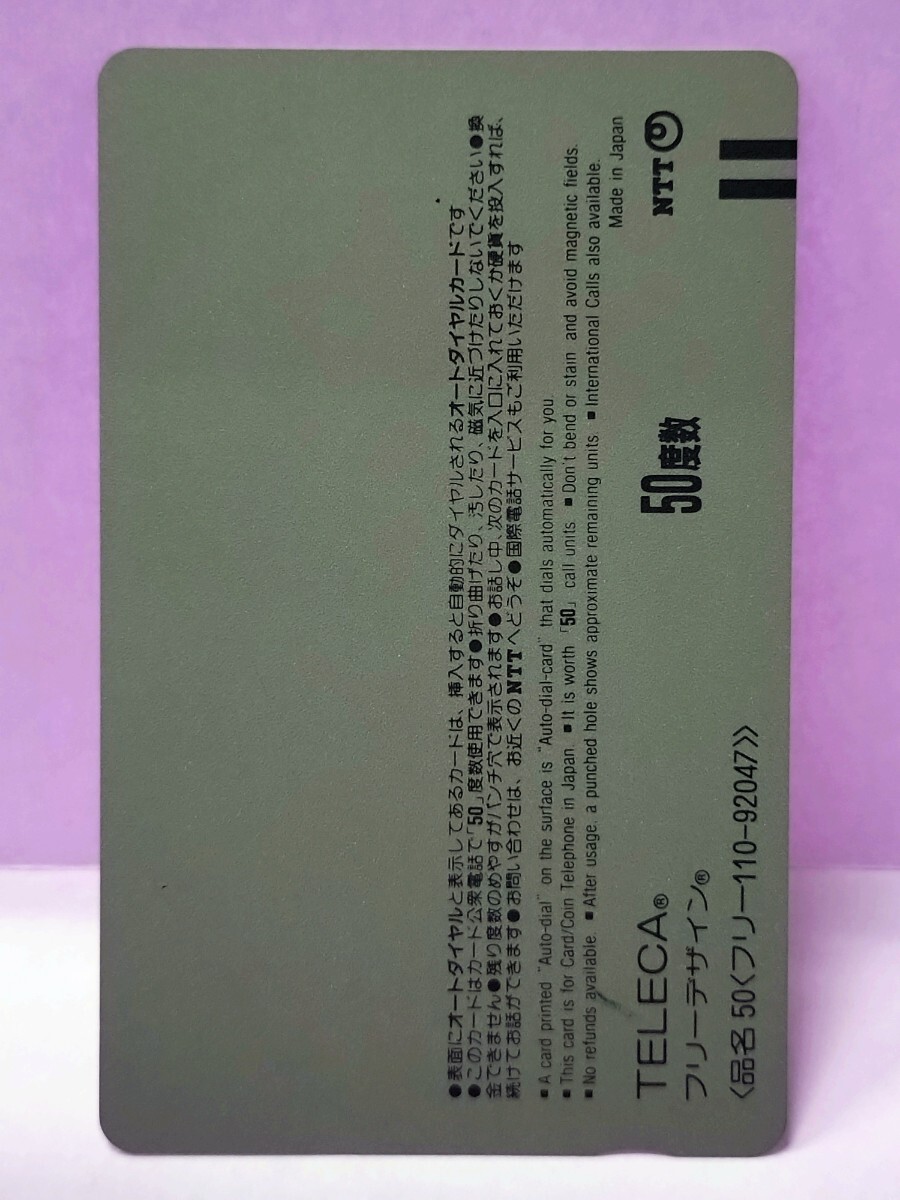 ●表面にオートダイヤルと表示してあるカードは、挿入すると自動的にダイヤルされるオートダイヤルカードです
●このカードはカード公衆電話で「50」度数使用できます●折り曲げたり、汚したり、磁気に近づけたりしないでください●換
金できません●残り度数のめやすがパンチ穴で表示されます●お話し中、次のカードを入口に入れておくか硬貨を投入すれば、
続けてお話ができます●お問い合わせは、お近くのNTTへどうぞ●国際電話サービスもご利用いただけます
■A card printed "Auto-dial" on the surface is "Auto-dial-card" that dials automatically for you.
■This card is for Card/Coin Telephone in Japan. ■It is worth「50」call units ■Don't bend or stain and avoid magnetic fields.
■No refunds available. ■After usage, a punched hole shows approximate remaining units ■International Calls also available.
Made in Japan
TELECA®
フリーデザイン®
50度数
NTT
〈品名 50〈フリー110-92047〉〉